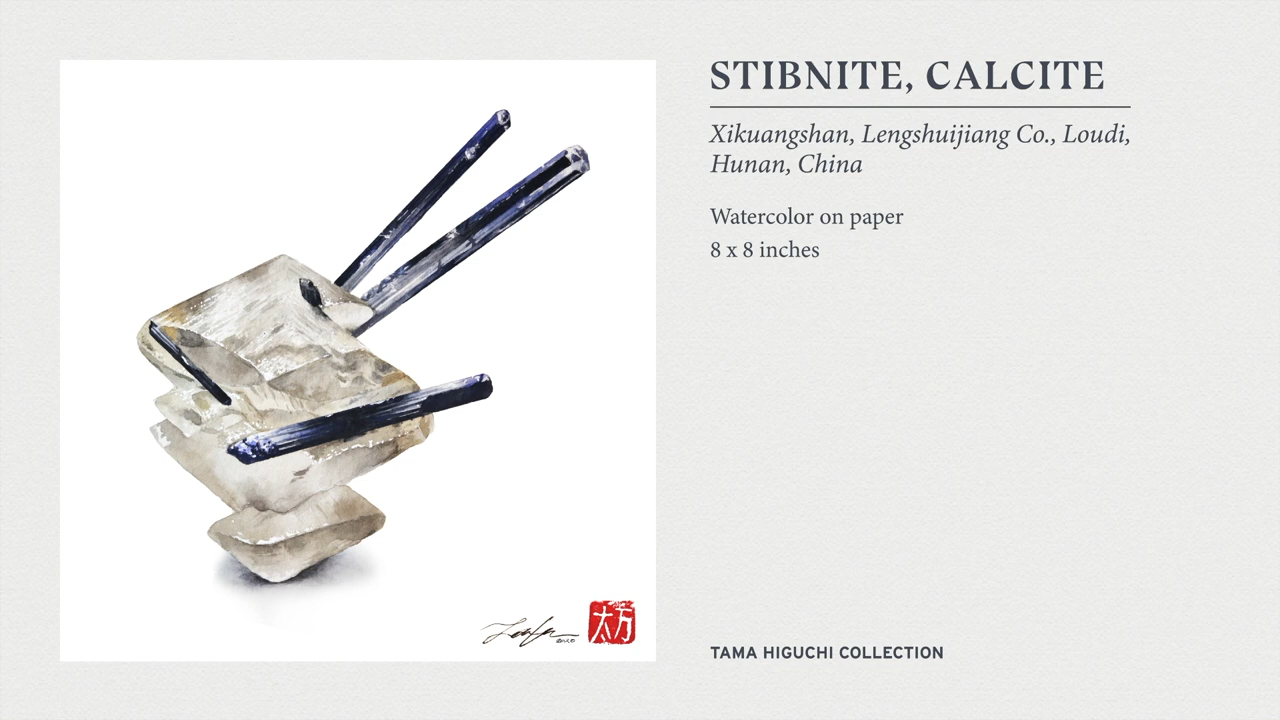 STIBNITE, CALCITE
Xikuangshan, Lengshuijiang Co., Loudi,
Hunan, China
Watercolor on paper
8 x 8 inches
太方
TAMA HIGUCHI COLLECTION